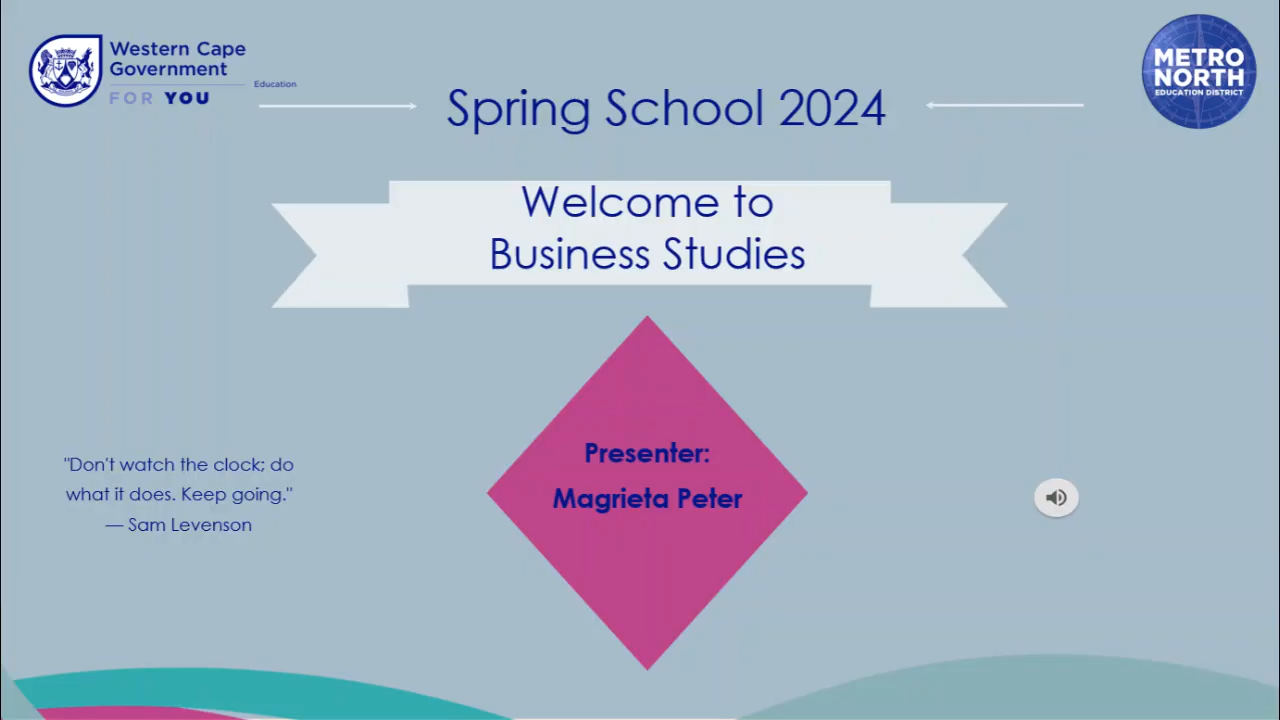 Western Cape
Government
Education
FOR YOU
METRO
NORTH
EDUCATION DISTRICT
Spring School 2024
Welcome to
Business Studies
Presenter:
Magrieta Peter
"Don't watch the clock; do
what it does. Keep going."
— Sam Levenson